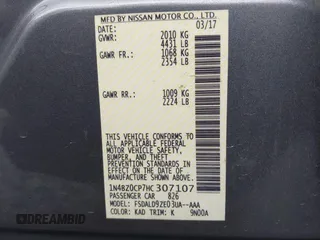 MFD BY NISSAN MOTOR CO., LTD.
DATE: 03/17
GVWR: 2010 KG
4431 LB
GAWR FR: 1068 KG
2354 LB
GAWR RR: 1009 KG
2224 LB
THIS VEHICLE CONFORMS TO ALL APPLICABLE
FEDERAL MOTOR VEHICLE SAFETY,
BUMPER, AND THEFT PREVENTION STANDARDS
IN EFFECT ON THE DATE OF
MANUFACTURE SHOWN ABOVE.
1N4BZ0CP7HC307107
PASSENGER CAR 826
MODEL: FSDALD9ZE03UA--AAA
COLOR: KAD TRIM: K 9N00A
©RAMBID